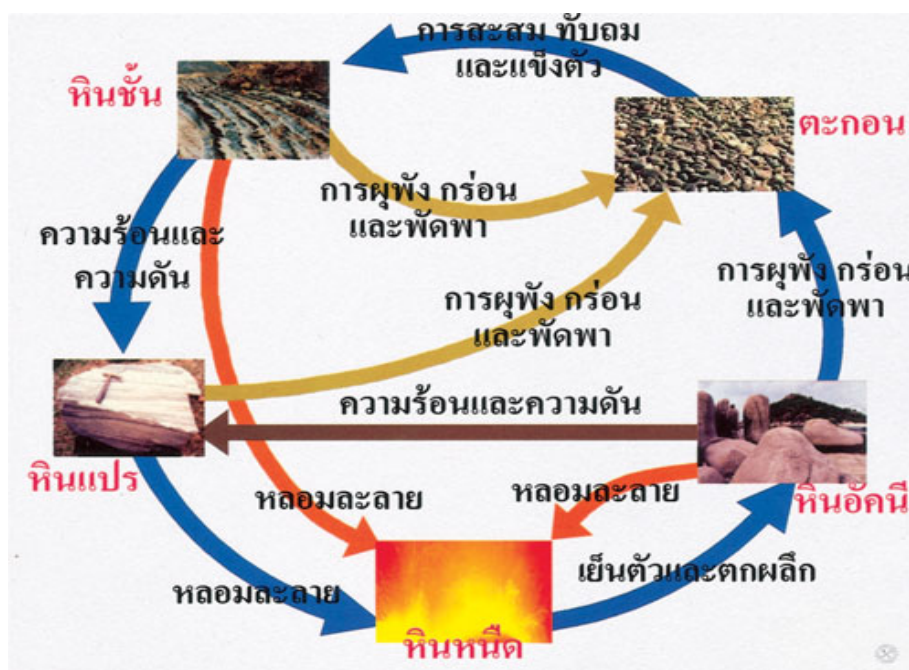 การสะสม ทับถม
และแข็งตัว
หินชั้น
ตะกอน
การผุพัง กร่อน
และพัดพา
ความร้อนและ
ความดัน
การผุพัง กร่อน
และพัดพา
การผุพัง กร่อน
และพัดพา
ความร้อนและความดัน
หินแปร
หินอัคนี
หลอมละลาย
หลอมละลาย
เย็นตัวและตกผลึก
หลอมละลาย
หินหนืด